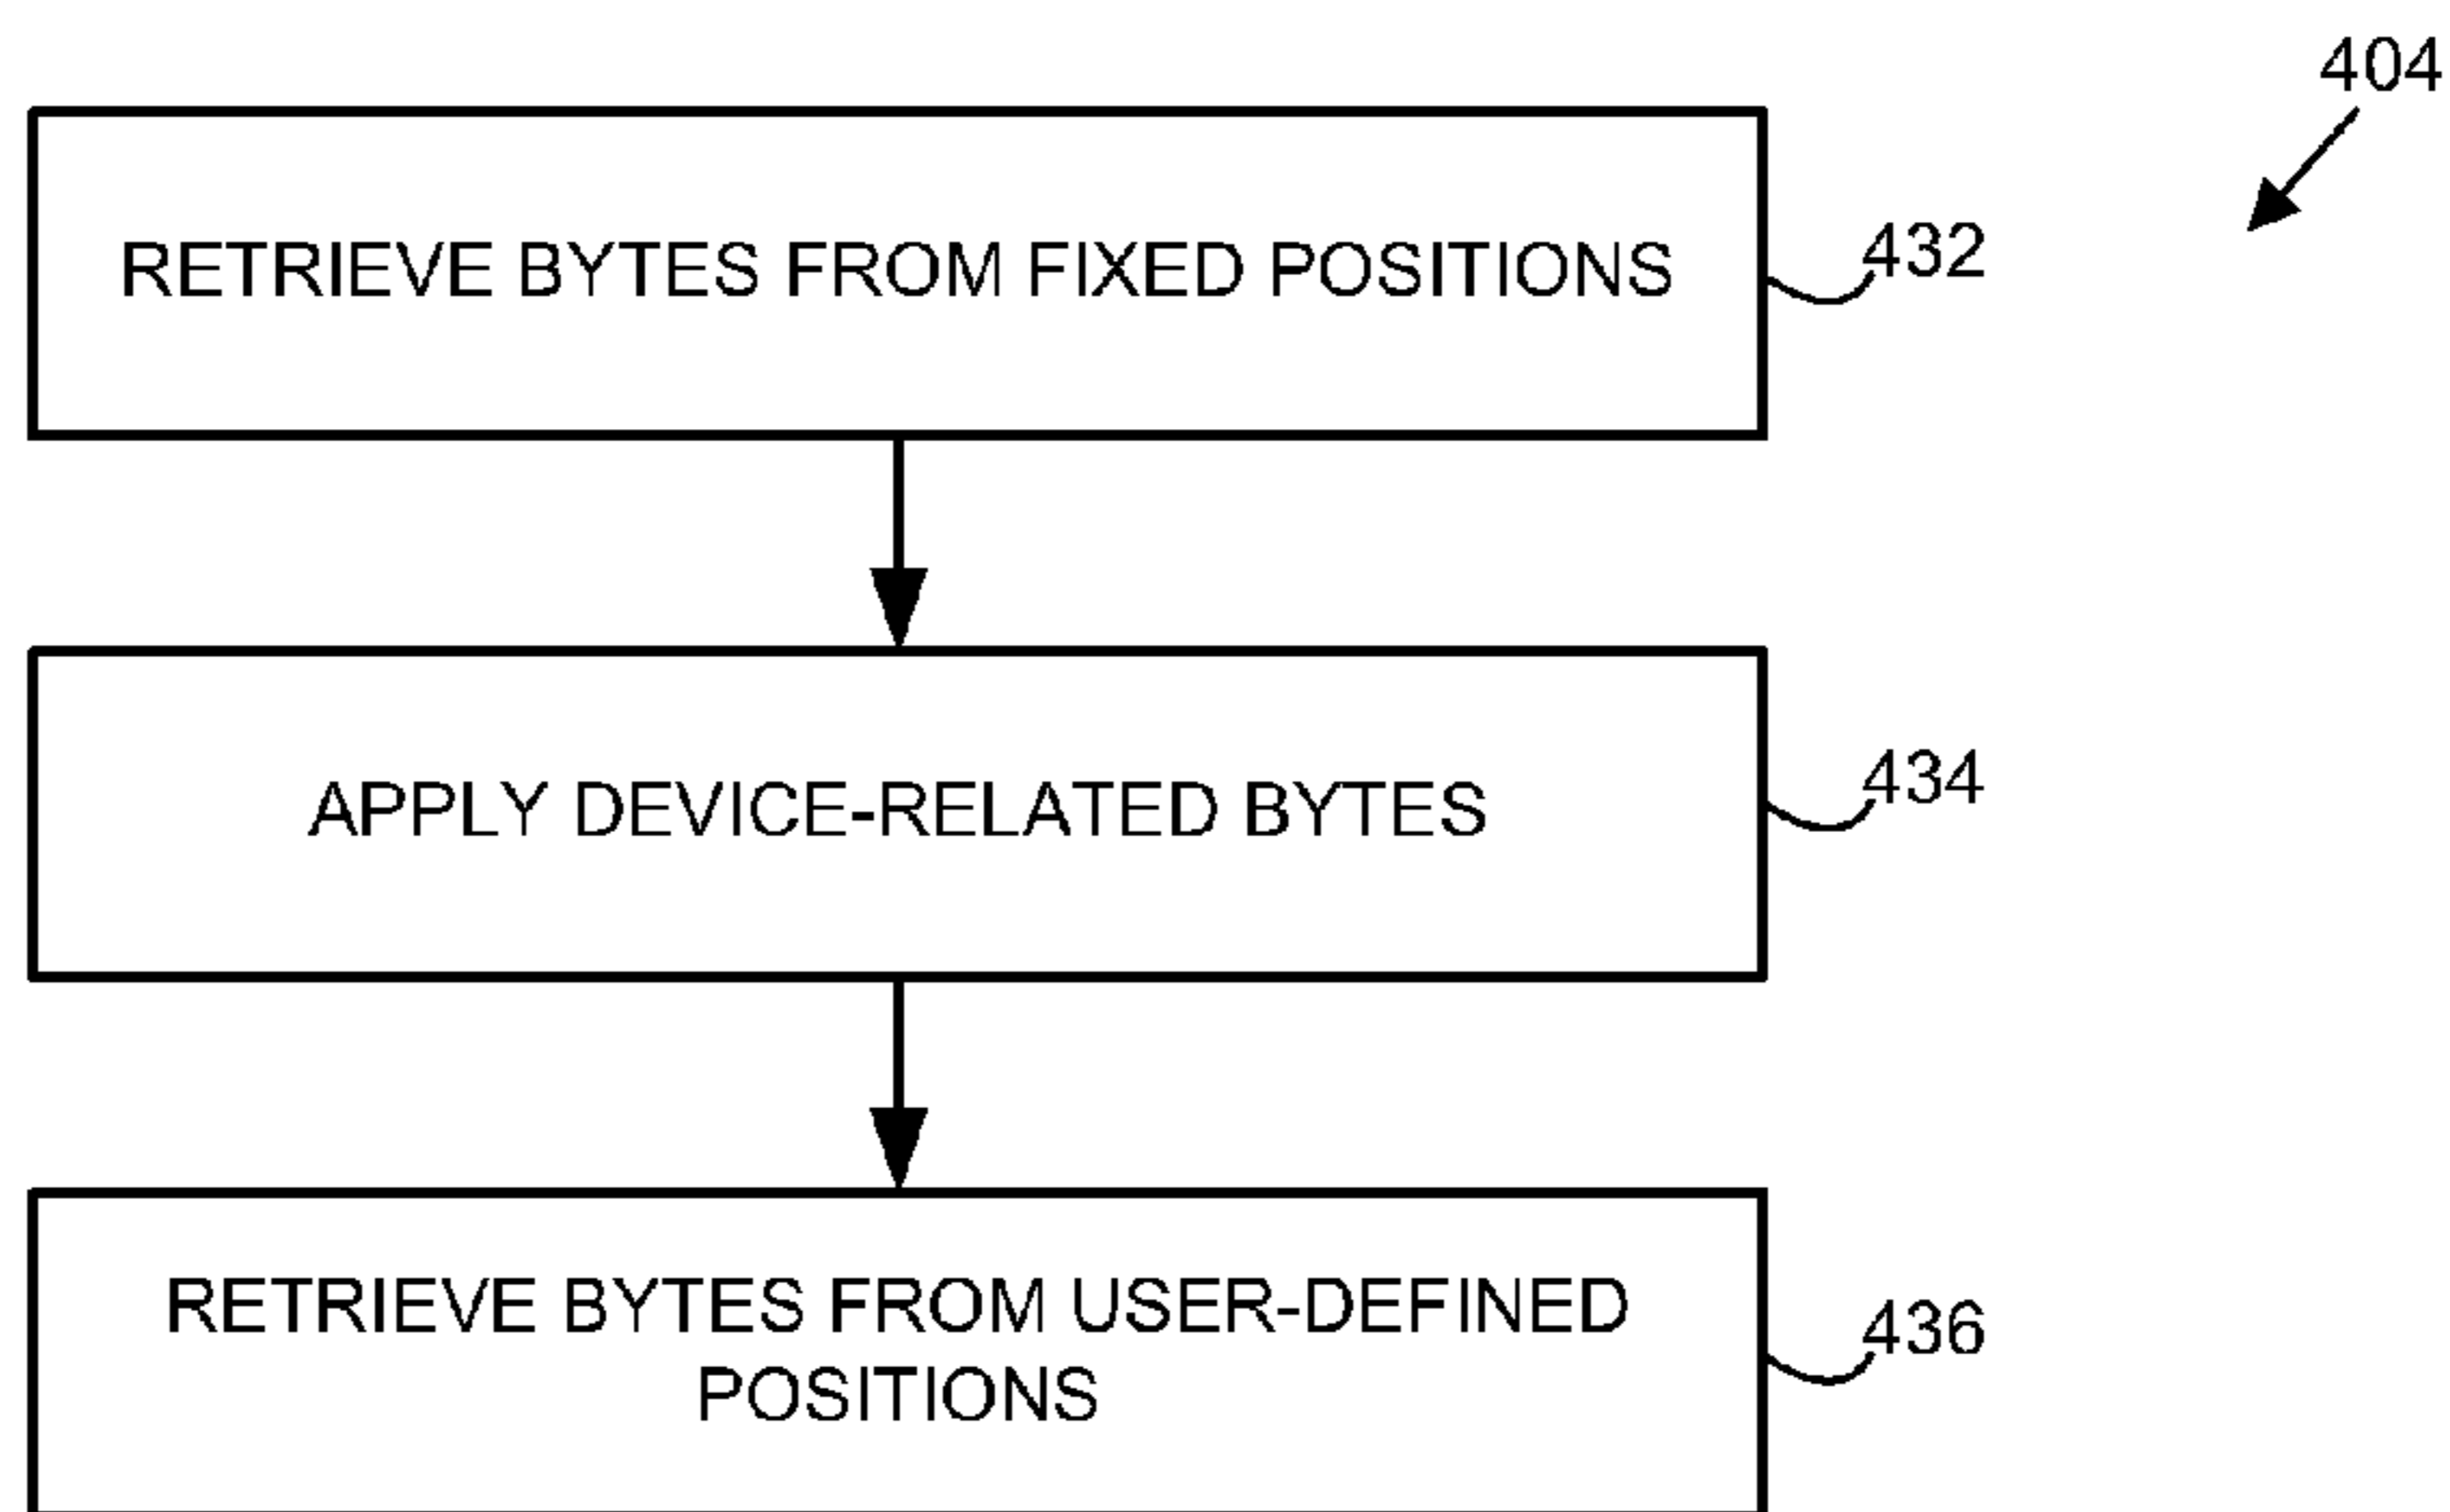 404
RETRIEVE BYTES FROM FIXED POSITIONS
432
APPLY DEVICE-RELATED BYTES
434
RETRIEVE BYTES FROM USER-DEFINED
POSITIONS
436